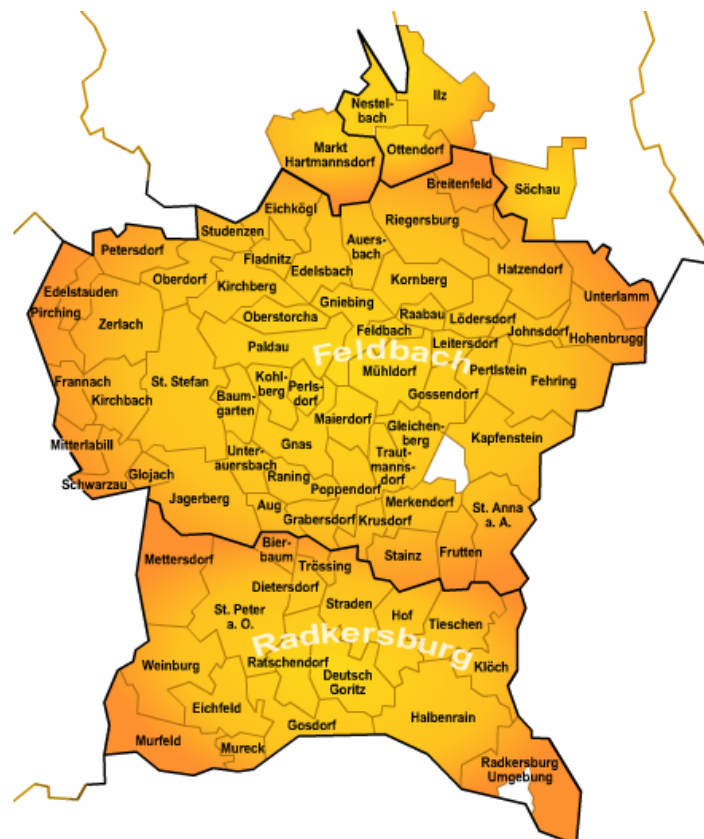 Ilz
Nestel-
bach
Markt
Hartmannsdorf
Ottendorf
Breitenfeld
Söchau
Eichkögl
Studenzen
Riegersburg
Auers-
bach
Petersdorf
Fladnitz
Oberdorf
Edelsbach
Kirchberg
Kornberg
Hatzendorf
Edelstauden
Pirching
Gniebing
Unterlamm
Zerlach
Oberstorcha
Raabau
Lödersdorf
Feldbach
Johnsdorf
Hohenbrugg
Leitersdorf
Paldau
Feldbach
Mühldorf
Pertlstein
Fehring
Frannach
St. Stefan
Kohl-
berg
Perls-
dorf
Gossendorf
Kirchbach
Baum-
garten
Maierdorf
Gleichen-
berg
Kapfenstein
Mitterlabill
Gnas
Unter-
auersbach
Traut-
manns-
dorf
Schwarzau
Glojach
Raning
Poppendorf
Jagerberg
Aug
Grabersdorf
Krusdorf
Merkendorf
St. Anna
a. A.
Stainz
Frutten
Mettersdorf
Bier-
baum
Trössing
Dietersdorf
St. Peter
a. O.
Straden
Hof
Tieschen
Radkersburg
Weinburg
Ratschendorf
Klöch
Deutsch
Goritz
Eichfeld
Halbenrain
Gosdorf
Murfeld
Mureck
Radkersburg
Umgebung